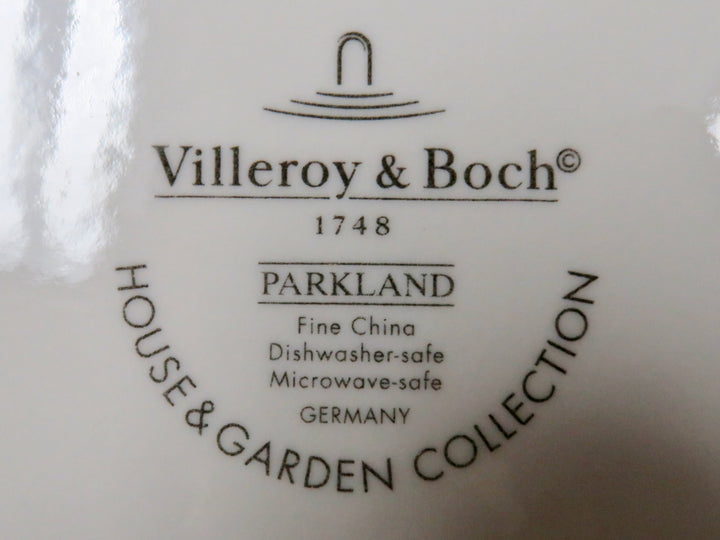 Villeroy & Boch©
1748
PARKLAND
Fine China
Dishwasher-safe
Microwave-safe
GERMANY
HOUSE & GARDEN COLLECTION